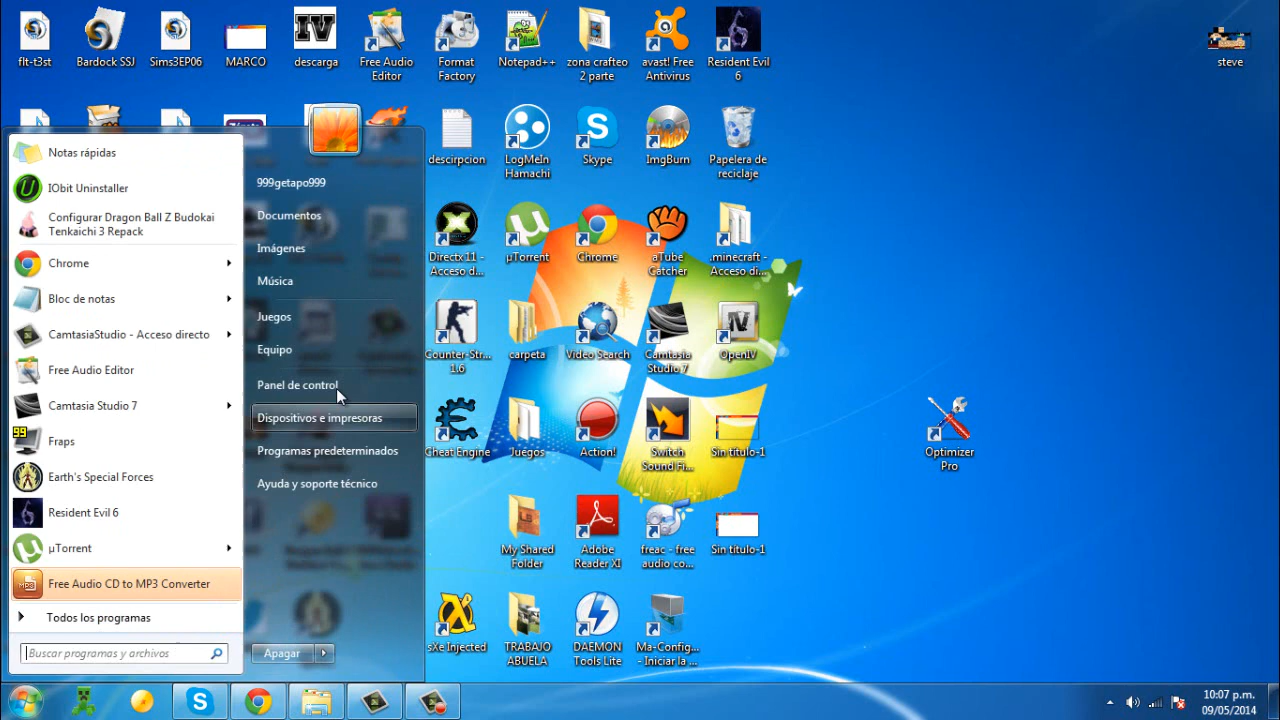 flt-t3st
Bardock SSJ
Sims3EP06
MARCO
descarga
Free Audio
Editor
Format
Factory
Notepad++
zona crafteo
2 parte
avast! Free
Antivirus
Resident Evil
6
steve
descirpcion
LogMeIn
Hamachi
Skype
ImgBurn
Papelera de
reciclaje
Directx 11 -
Acceso d...
µTorrent
Chrome
aTube
Catcher
.minecraft -
Acceso di...
Counter-Str...
1.6
carpeta
Video Search
Camtasia
Studio 7
OpenIV
Cheat Engine
Juegos
Action!
Switch
Sound Fi...
Sin título-1
Optimizer
Pro
My Shared
Folder
Adobe
Reader XI
freac - free
audio co...
Sin título-1
sXe Injected
TRABAJO
ABUELA
DAEMON
Tools Lite
Ma-Config...
- Iniciar la ...
Notas rápidas
IObit Uninstaller
Configurar Dragon Ball Z Budokai
Tenkaichi 3 Repack
Chrome
Bloc de notas
CamtasiaStudio - Acceso directo
Free Audio Editor
Camtasia Studio 7
99
Fraps
Earth's Special Forces
Resident Evil 6
µTorrent
MP3
Free Audio CD to MP3 Converter
Todos los programas
Buscar programas y archivos
999getapo999
Documentos
Imágenes
Música
Juegos
Equipo
Panel de control
Dispositivos e impresoras
Programas predeterminados
Ayuda y soporte técnico
Apagar
10:07 p.m.
09/05/2014